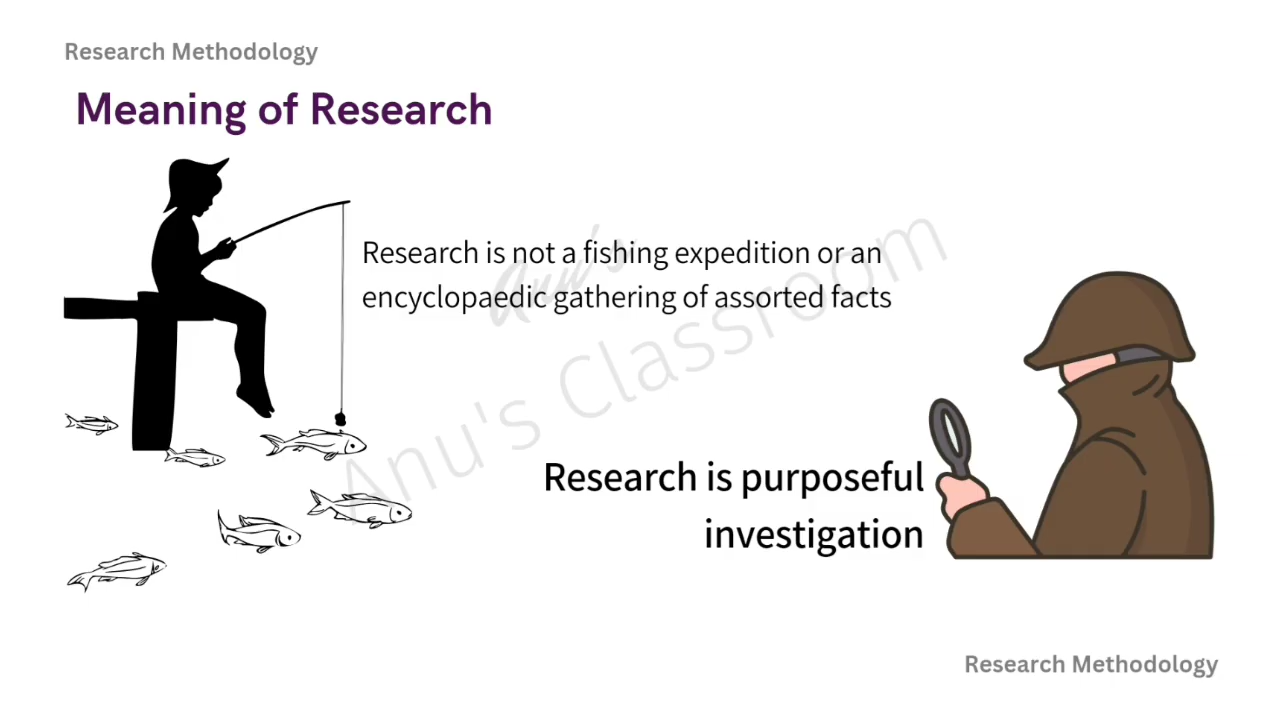 Research Methodology
Meaning of Research
Research is not a fishing expedition or an
encyclopaedic gathering of assorted facts
Anu's
Anu's Classroom
Research is purposeful
investigation
Research Methodology